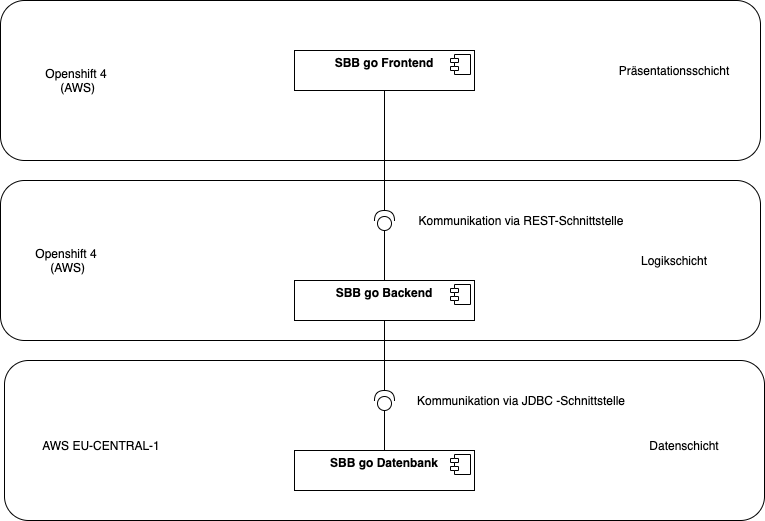 SBB go Frontend
Openshift 4
(AWS)
Präsentationsschicht
Kommunikation via REST-Schnittstelle
Openshift 4
(AWS)
Logikschicht
SBB go Backend
Kommunikation via JDBC -Schnittstelle
AWS EU-CENTRAL-1
Datenschicht
SBB go Datenbank